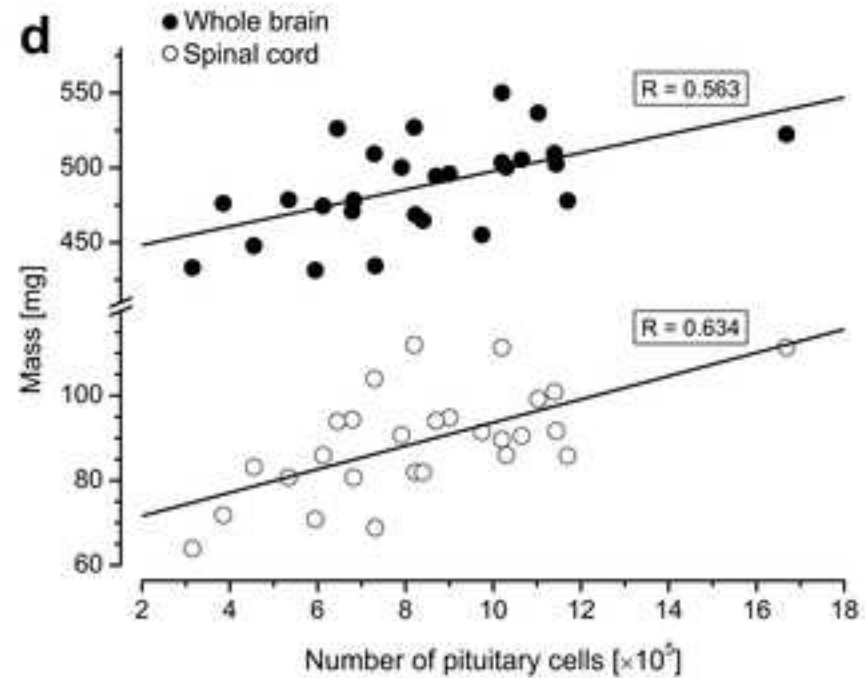 d
Whole brain
Spinal cord
R = 0.563
550
500
450
R = 0.634
100
80
60
Mass [mg]
2 4 6 8 10 12 14 16 18
Number of pituitary cells [×10⁵]